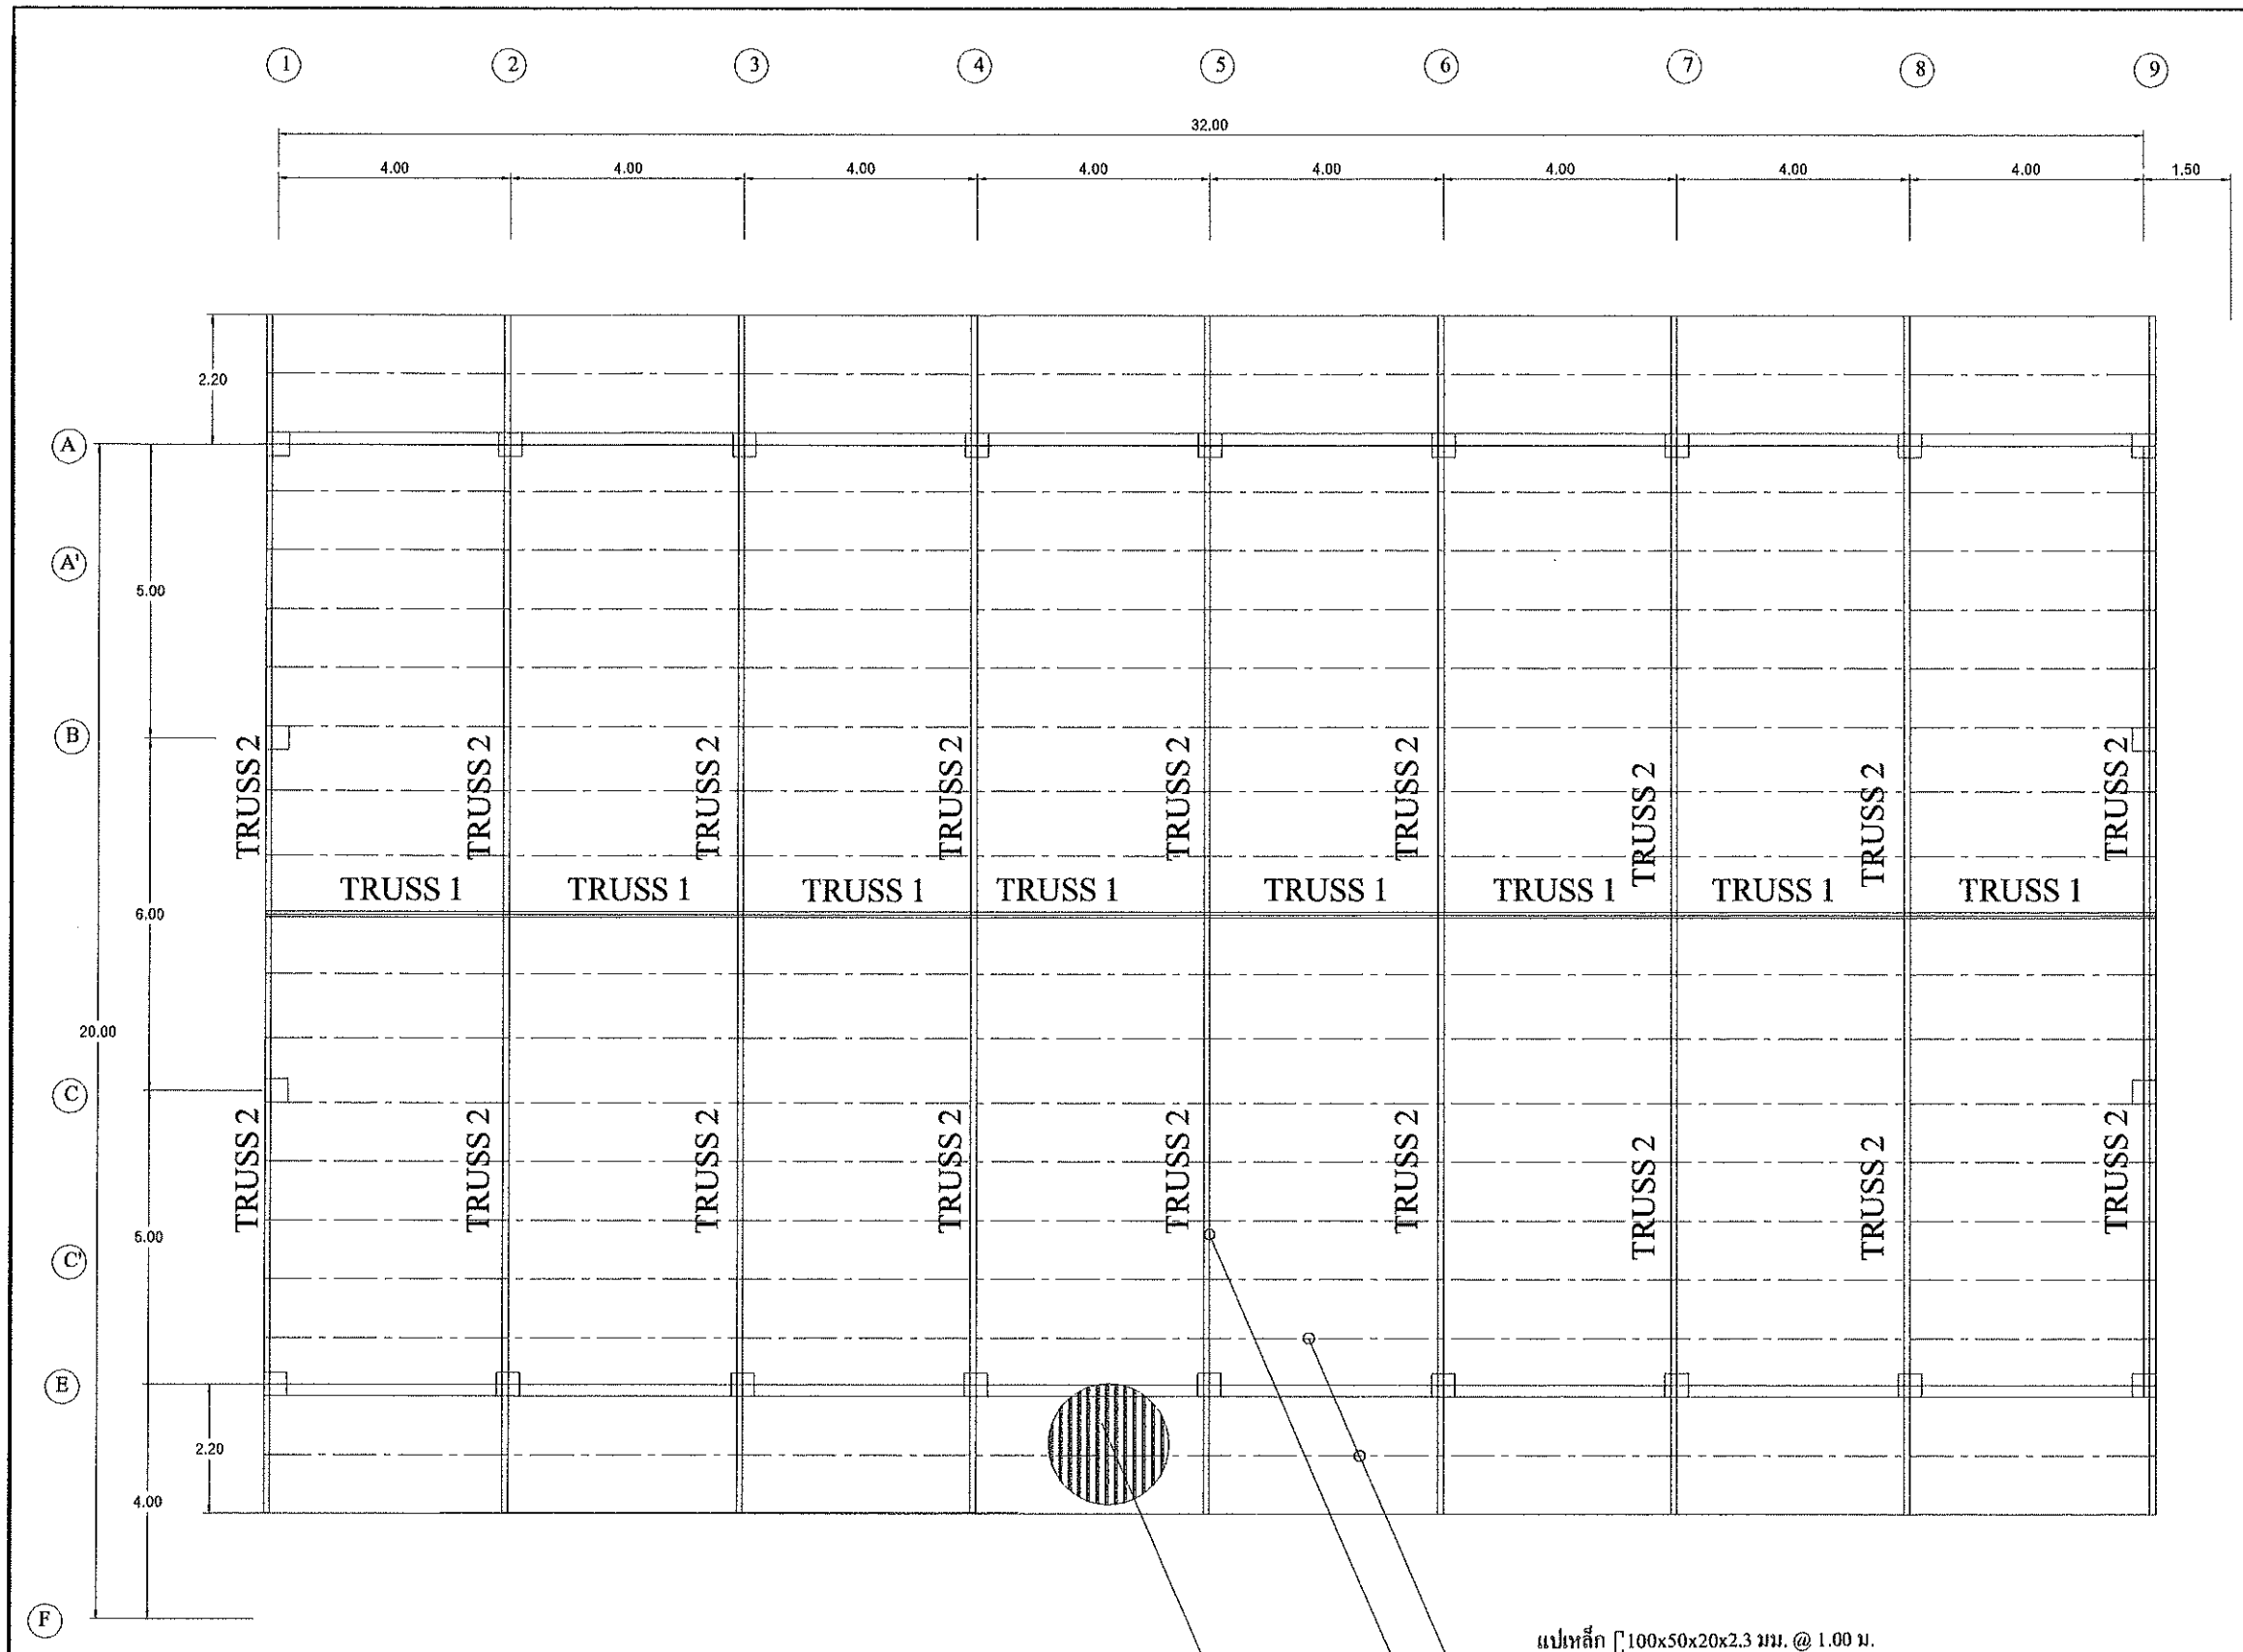 1 2 3 4 5 6 7 8 9
32.00
4.00 4.00 4.00 4.00 4.00 4.00 4.00 4.00 1.50
2.20
A
A'
5.00
B
TRUSS 2 TRUSS 2 TRUSS 2 TRUSS 2 TRUSS 2 TRUSS 2 TRUSS 2 TRUSS 2 TRUSS 2
TRUSS 1 TRUSS 1 TRUSS 1 TRUSS 1 TRUSS 1 TRUSS 1 TRUSS 1 TRUSS 1
6.00
20.00
C
TRUSS 2 TRUSS 2 TRUSS 2 TRUSS 2 TRUSS 2 TRUSS 2 TRUSS 2 TRUSS 2 TRUSS 2
5.00
C'
E
2.20
4.00
F
แปเหล็ก [100x50x20x2.3 มม. @ 1.00 ม.